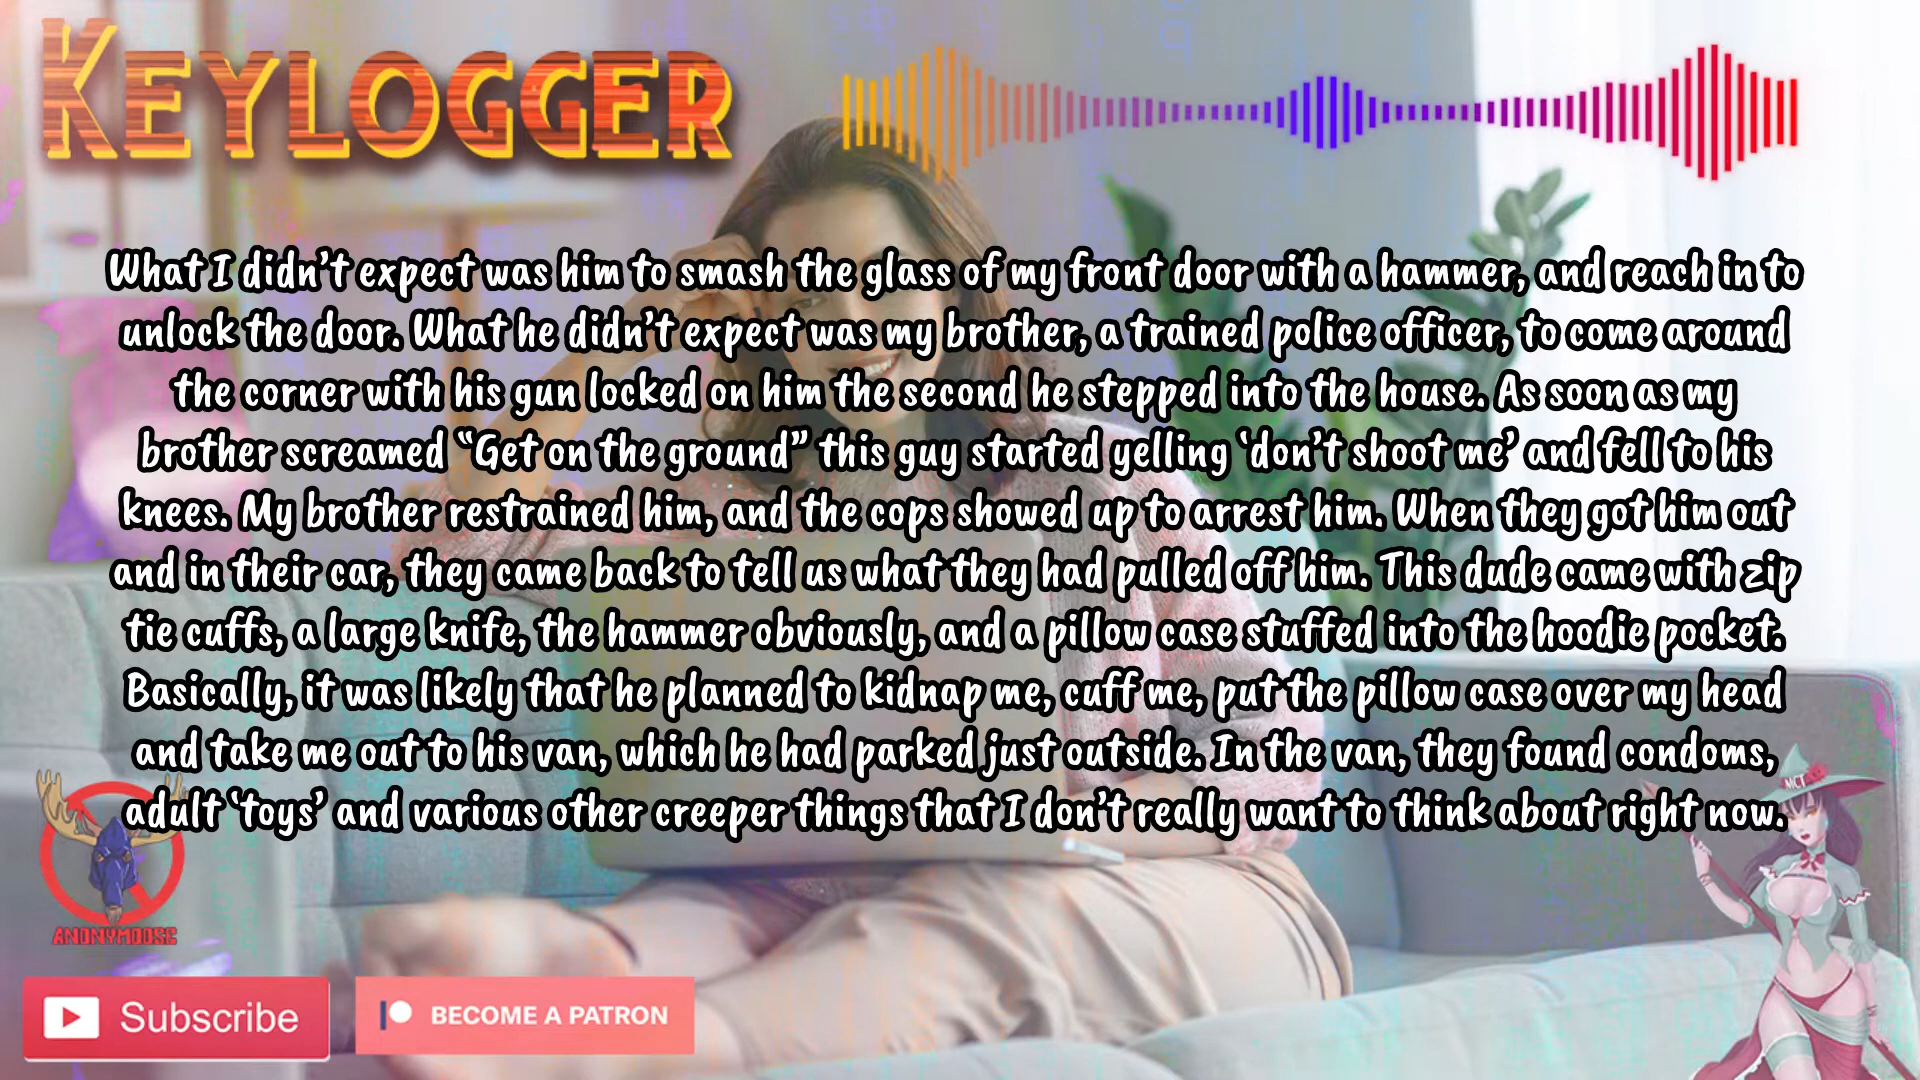 KEYLOGGER
What I didn't expect was him to smash the glass of my front door with a hammer, and reach in to
unlock the door. What he didn't expect was my brother, a trained police officer, to come around
the corner with his gun locked on him the second he stepped into the house. As soon as my
brother screamed “Get on the ground” this guy started yelling ‘don’t shoot me’ and fell to his
knees. My brother restrained him, and the cops showed up to arrest him. When they got him out
and in their car, they came back to tell us what they had pulled off him. This dude came with zip
tie cuffs, a large knife, the hammer obviously, and a pillow case stuffed into the hoodie pocket.
Basically, it was likely that he planned to kidnap me, cuff me, put the pillow case over my head
and take me out to his van, which he had parked just outside. In the van, they found condoms,
adult ‘toys’ and various other creeper things that I don’t really want to think about right now.
MCT
ANONYMOOSE
Subscribe
BECOME A PATRON